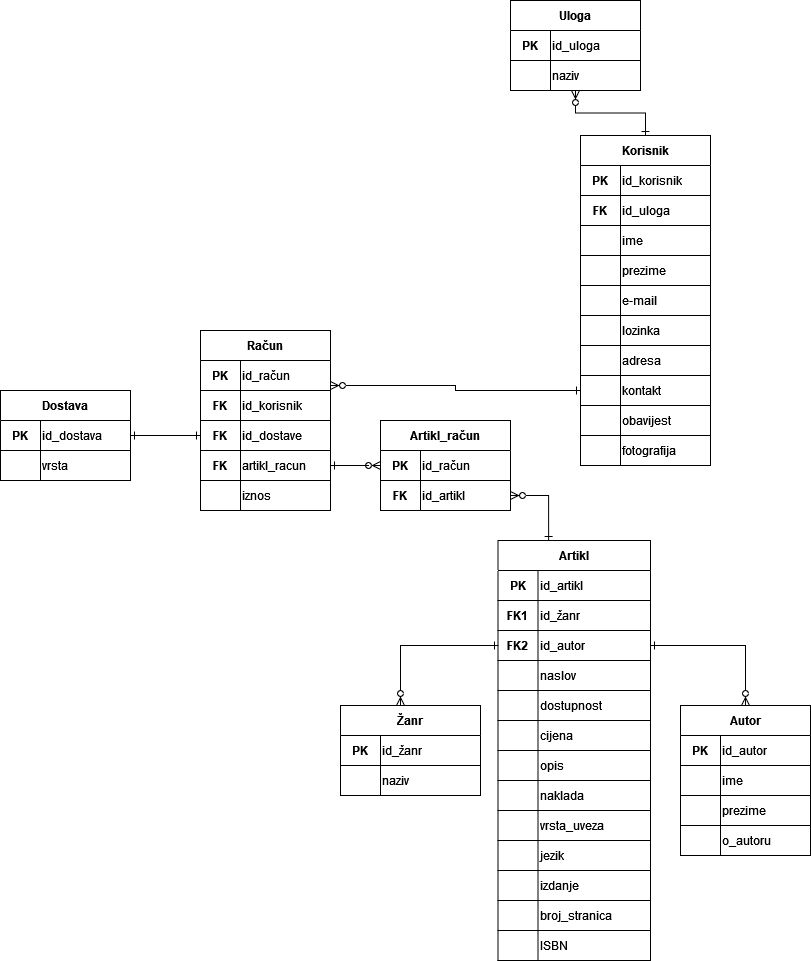 Uloga
PK id_uloga
naziv
Korisnik
PK id_korisnik
FK id_uloga
ime
prezime
e-mail
lozinka
adresa
kontakt
obavijest
fotografija
Račun
PK id_račun
FK id_korisnik
FK id_dostave
FK artikl_racun
iznos
Dostava
PK id_dostava
vrsta
Artikl_račun
PK id_račun
FK id_artikl
Artikl
PK id_artikl
FK1 id_žanr
FK2 id_autor
naslov
dostupnost
cijena
opis
naklada
vrsta_uveza
jezik
izdanje
broj_stranica
ISBN
Žanr
PK id_žanr
naziv
Autor
PK id_autor
ime
prezime
o_autoru